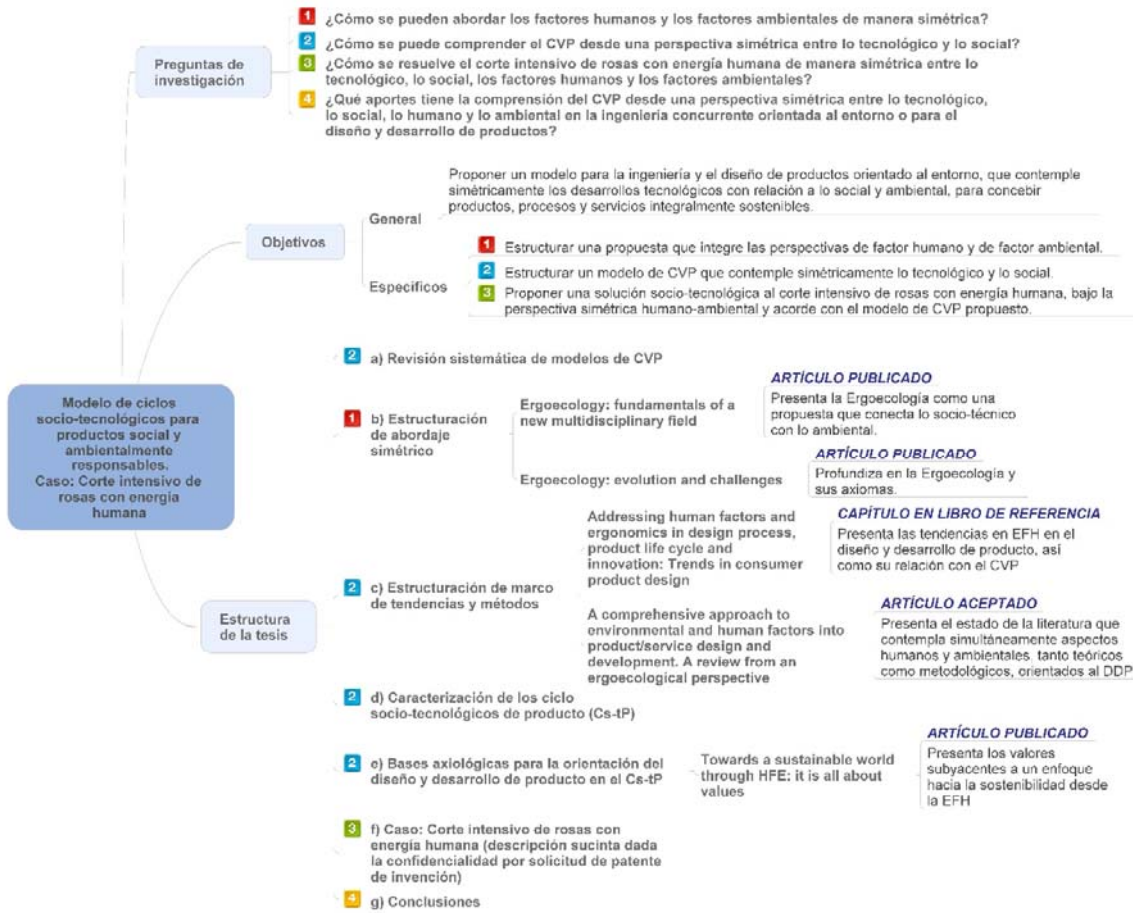 1 ¿Cómo se pueden abordar los factores humanos y los factores ambientales de manera simétrica?
2 ¿Cómo se puede comprender el CVP desde una perspectiva simétrica entre lo tecnológico y lo social?
3 ¿Cómo se resuelve el corte intensivo de rosas con energía humana de manera simétrica entre lo
tecnológico, lo social, los factores humanos y los factores ambientales?
4 ¿Qué aportes tiene la comprensión del CVP desde una perspectiva simétrica entre lo tecnológico,
lo social, lo humano y lo ambiental en la ingeniería concurrente orientada al entorno o para el
diseño y desarrollo de productos?
Preguntas de
investigación
Proponer un modelo para la ingeniería y el diseño de productos orientado al entorno, que contemple
simétricamente los desarrollos tecnológicos con relación a lo social y ambiental, para concebir
productos, procesos y servicios integralmente sostenibles.
General
Objetivos
1 Estructurar una propuesta que integre las perspectivas de factor humano y de factor ambiental.
2 Estructurar un modelo de CVP que contemple simétricamente lo tecnológico y lo social.
Específicos
3 Proponer una solución socio-tecnológica al corte intensivo de rosas con energía humana, bajo la
perspectiva simétrica humano-ambiental y acorde con el modelo de CVP propuesto.
Modelo de ciclos
socio-tecnológicos para
productos social y
ambientalmente
responsables.
Caso: Corte intensivo de
rosas con energía
humana
Estructura
de la tesis
2 a) Revisión sistemática de modelos de CVP
1 b) Estructuración
de abordaje
simétrico
Ergoecology: fundamentals of a
new multidisciplinary field
ARTÍCULO PUBLICADO
Presenta la Ergoecología como una
propuesta que conecta lo socio-técnico
con lo ambiental.
Ergoecology: evolution and challenges
ARTÍCULO PUBLICADO
Profundiza en la Ergoecología y
sus axiomas.
2 c) Estructuración de marco
de tendencias y métodos
Addressing human factors and
ergonomics in design process,
product life cycle and
innovation: Trends in consumer
product design
CAPÍTULO EN LIBRO DE REFERENCIA
Presenta las tendencias en EFH en el
diseño y desarrollo de producto, así
como su relación con el CVP
A comprehensive approach to
environmental and human factors into
product/service design and
development. A review from an
ergoecological perspective
ARTÍCULO ACEPTADO
Presenta el estado de la literatura que
contempla simultáneamente aspectos
humanos y ambientales, tanto teóricos
como metodológicos, orientados al DDP
2 d) Caracterización de los ciclo
socio-tecnológicos de producto (Cs-tP)
2 e) Bases axiológicas para la orientación del
diseño y desarrollo de producto en el Cs-tP
Towards a sustainable world
through HFE: it is all about
values
ARTÍCULO PUBLICADO
Presenta los valores
subyacentes a un enfoque
hacia la sostenibilidad desde
la EFH
3 f) Caso: Corte intensivo de rosas con
energía humana (descripción sucinta dada
la confidencialidad por solicitud de patente
de invención)
4 g) Conclusiones